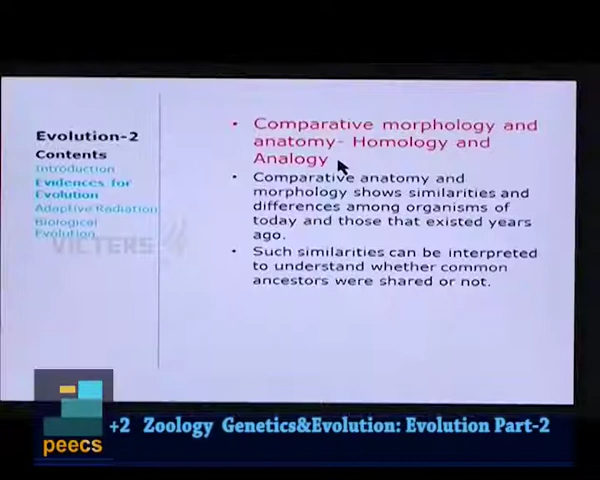 Evolution-2
Contents
Introduction
Evidences for
Evolution
Adaptive Radiation
Biological
Evolution
VICTERS
• Comparative morphology and
anatomy- Homology and
Analogy
• Comparative anatomy and
morphology shows similarities and
differences among organisms of
today and those that existed years
ago.
• Such similarities can be interpreted
to understand whether common
ancestors were shared or not.
peecs
+2 Zoology Genetics&Evolution: Evolution Part-2